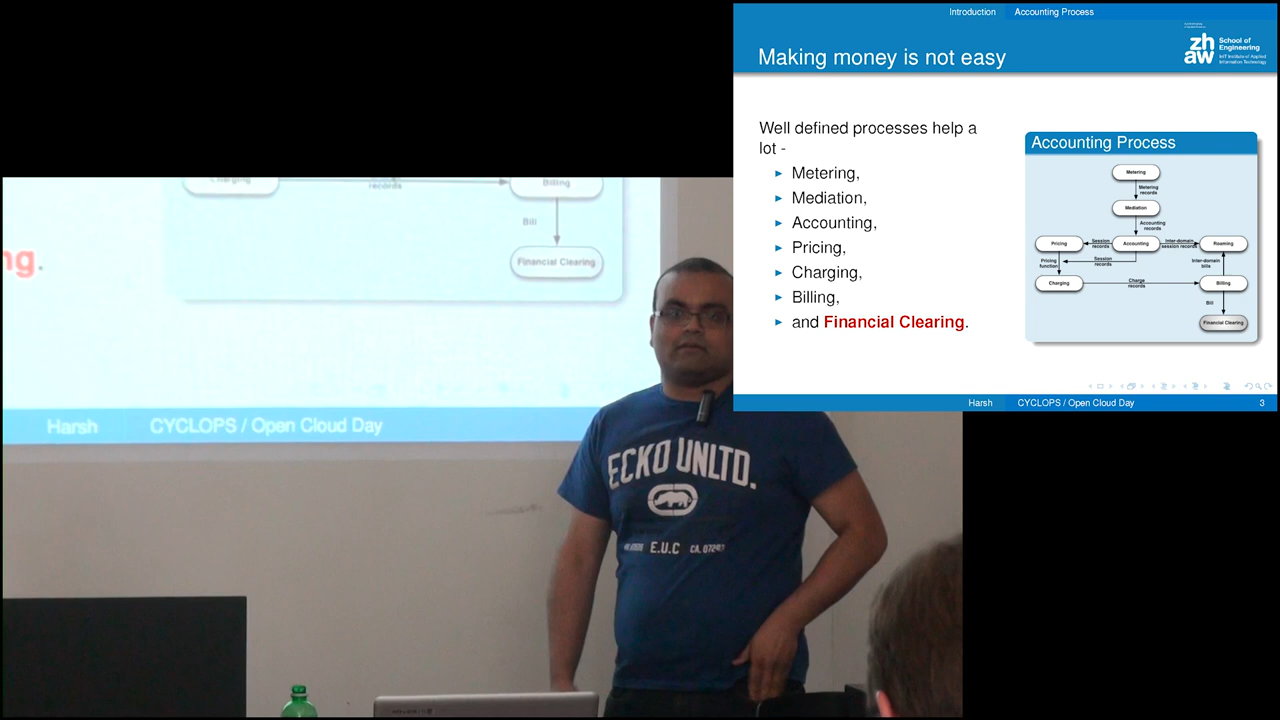 Introduction Accounting Process
Making money is not easy
zh
aw
School of
Engineering
InIT Institute of Applied
Information Technology
Well defined processes help a
lot -
Metering,
Mediation,
Accounting,
Pricing,
Charging,
Billing,
and Financial Clearing.
Accounting Process
Metering
Metering
records
Mediation
Accounting
records
Pricing
Session
records
Accounting
Inter-domain
session records
Roaming
Pricing
function
Session
records
Inter-domain
bills
Charging
Charge
records
Billing
Bill
Financial Clearing
Harsh CYCLOPS / Open Cloud Day 3
Charging
records
Billing
Bill
Financial Clearing
ng.
Harsh CYCLOPS / Open Cloud Day
ECKO UNLTD.
E.U.C